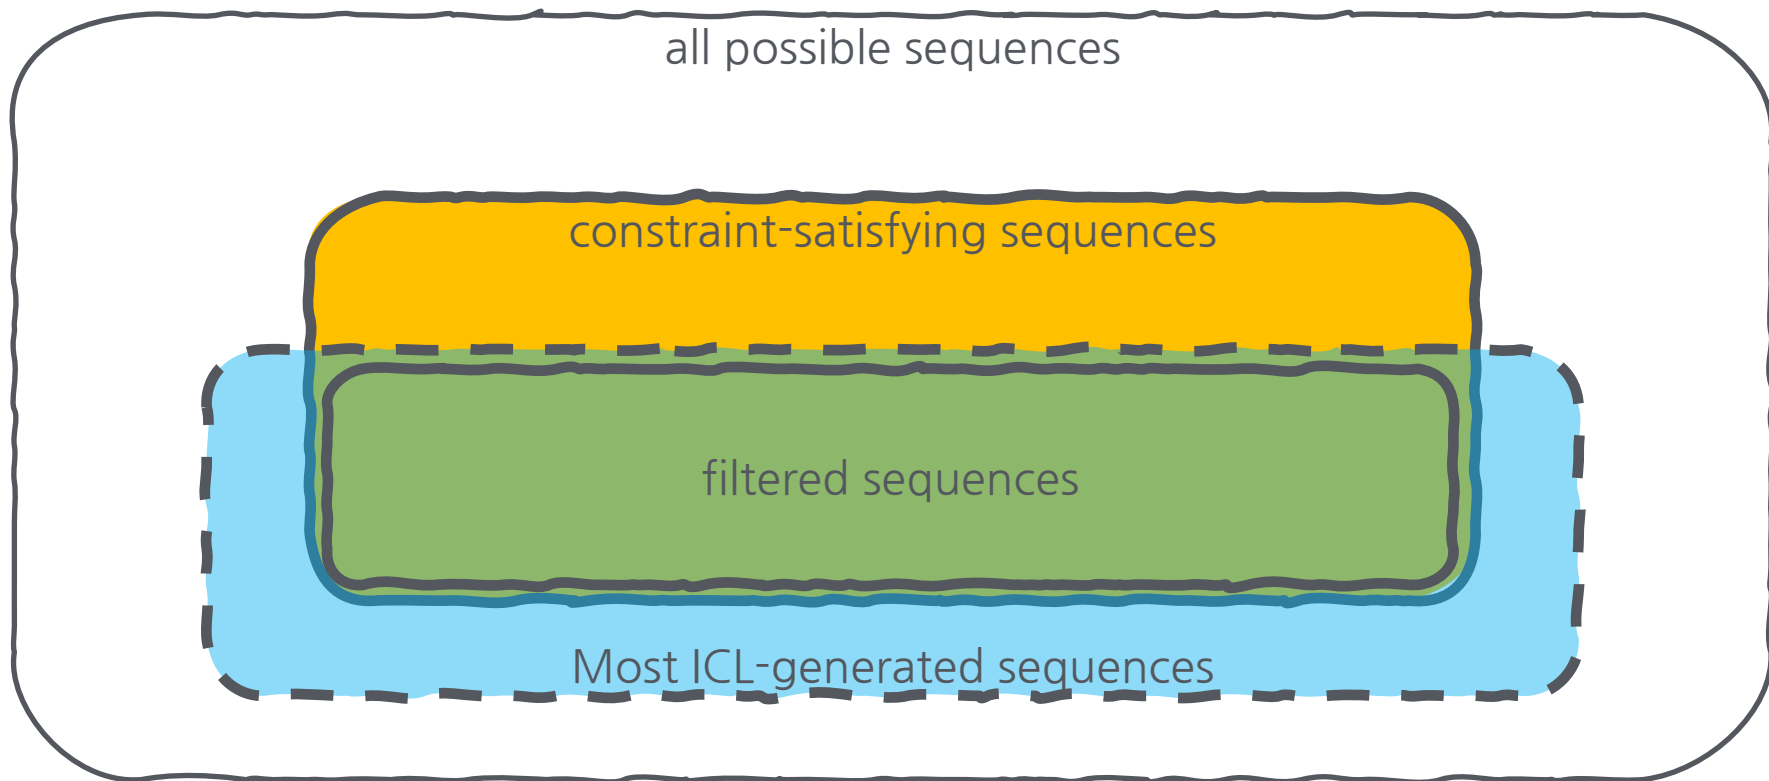 all possible sequences
constraint-satisfying sequences
filtered sequences
Most ICL-generated sequences